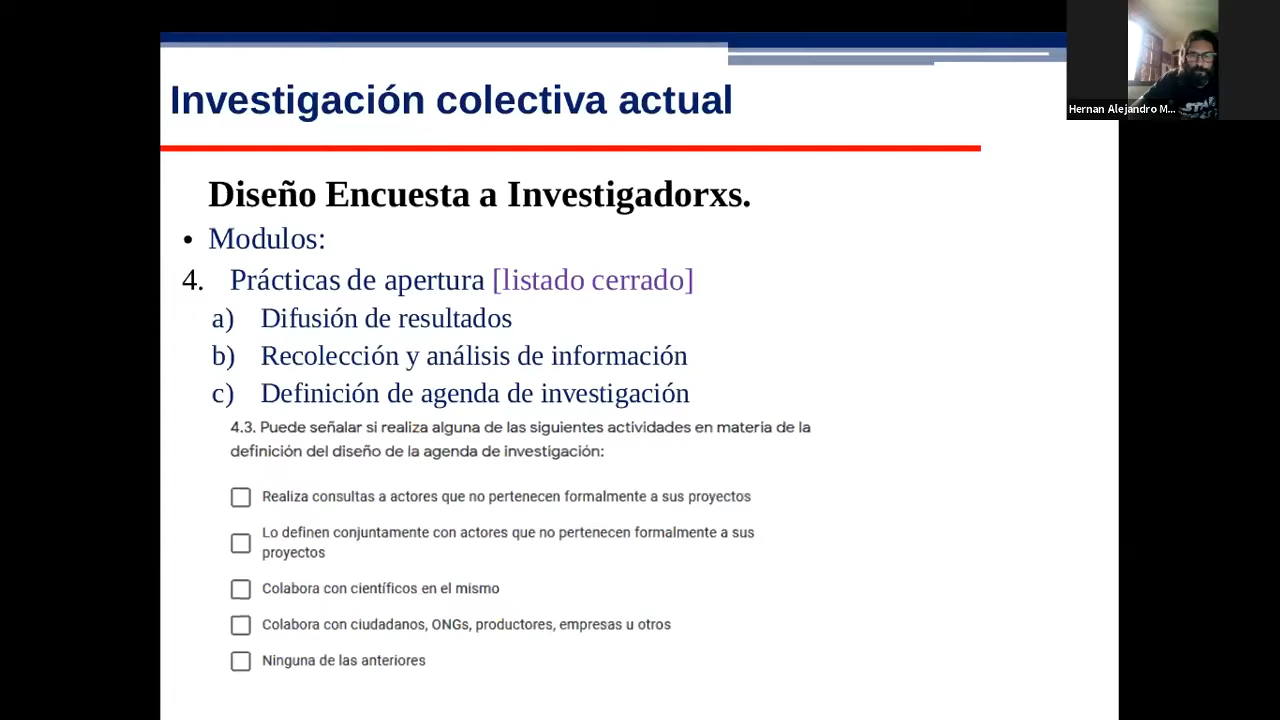 Investigación colectiva actual
Hernan Alejandro M...
Diseño Encuesta a Investigadorxs.
• Modulos:
4. Prácticas de apertura [listado cerrado]
a) Difusión de resultados
b) Recolección y análisis de información
c) Definición de agenda de investigación
4.3. Puede señalar si realiza alguna de las siguientes actividades en materia de la
definición del diseño de la agenda de investigación:
Realiza consultas a actores que no pertenecen formalmente a sus proyectos
Lo definen conjuntamente con actores que no pertenecen formalmente a sus
proyectos
Colabora con científicos en el mismo
Colabora con ciudadanos, ONGs, productores, empresas u otros
Ninguna de las anteriores